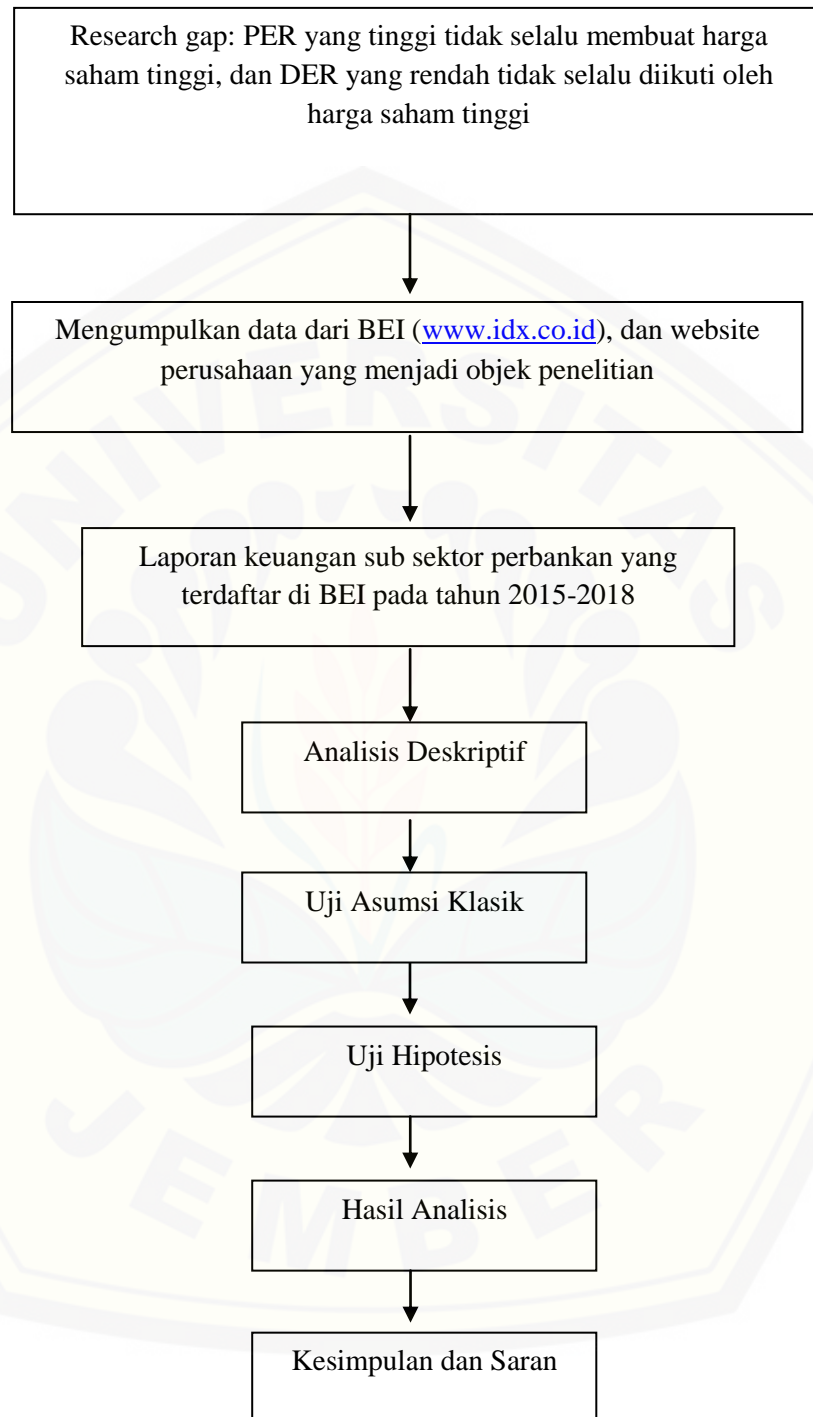 Research gap: PER yang tinggi tidak selalu membuat harga
saham tinggi, dan DER yang rendah tidak selalu diikuti oleh
harga saham tinggi
Mengumpulkan data dari BEI (www.idx.co.id), dan website
perusahaan yang menjadi objek penelitian
Laporan keuangan sub sektor perbankan yang
terdaftar di BEI pada tahun 2015-2018
Analisis Deskriptif
Uji Asumsi Klasik
Uji Hipotesis
Hasil Analisis
Kesimpulan dan Saran
UNIVERSITAS
JEMBER